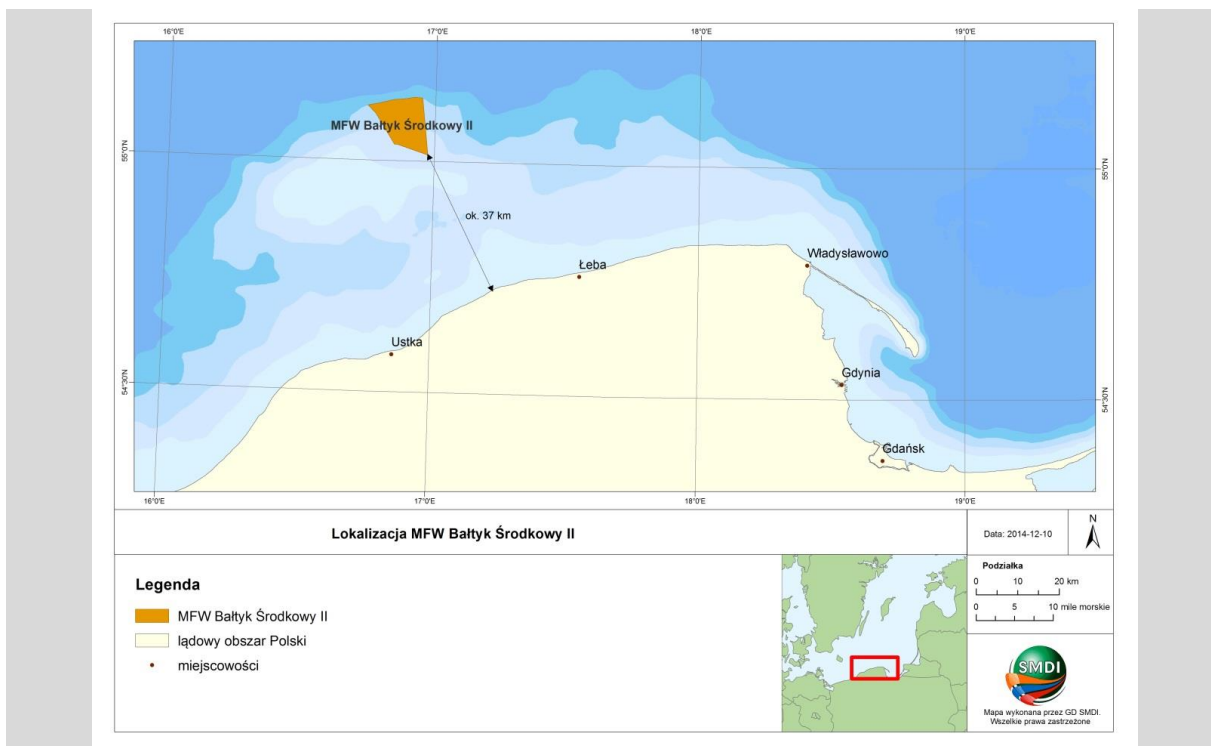 16°0'E 17°0'E 18°0'E 19°0'E
MFW Bałtyk Środkowy II
55°0'N
55°0'N
ok. 37 km
Władysławowo
Łeba
Ustka
54°30'N
Gdynia
54°30'N
Gdańsk
16°0'E 17°0'E 18°0'E 19°0'E
Lokalizacja MFW Bałtyk Środkowy II
Data: 2014-12-10
N
Legenda
MFW Bałtyk Środkowy II
lądowy obszar Polski
miejscowości
Podziałka
0 10 20 km
0 5 10 mile morskie
SMDI
Mapa wykonana przez GD SMDI.
Wszelkie prawa zastrzeżone